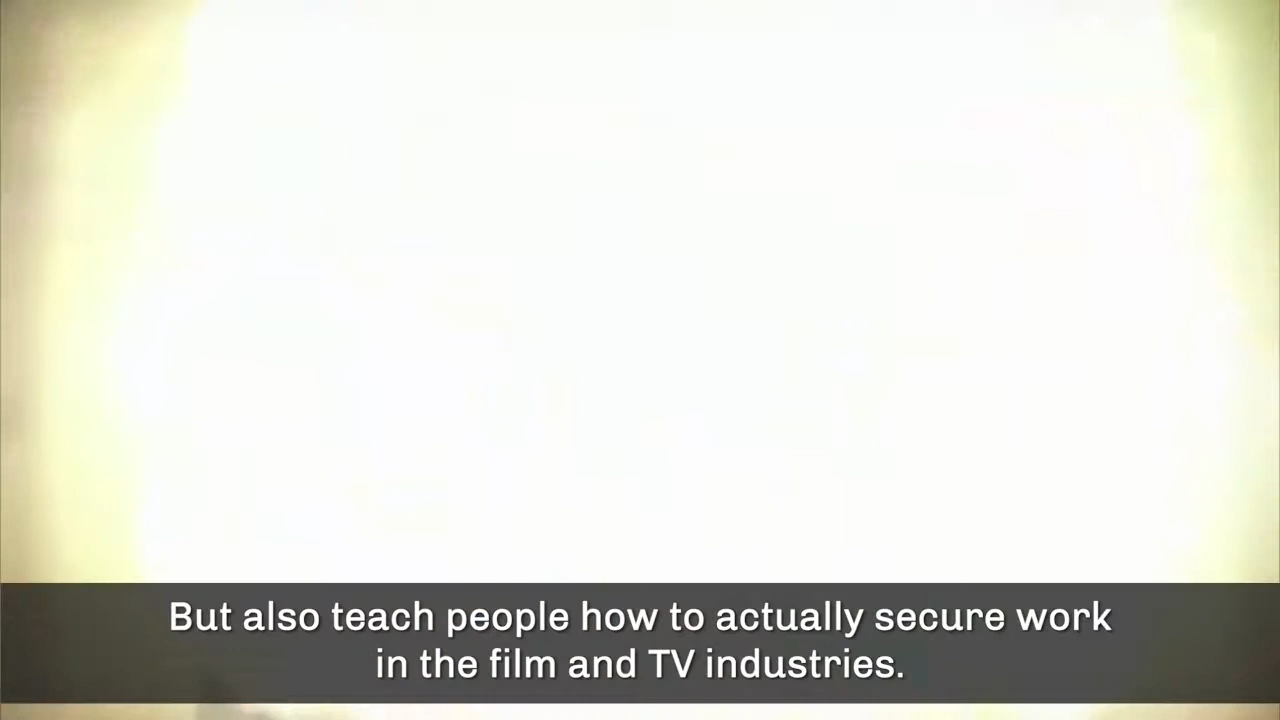 But also teach people how to actually secure work
in the film and TV industries.